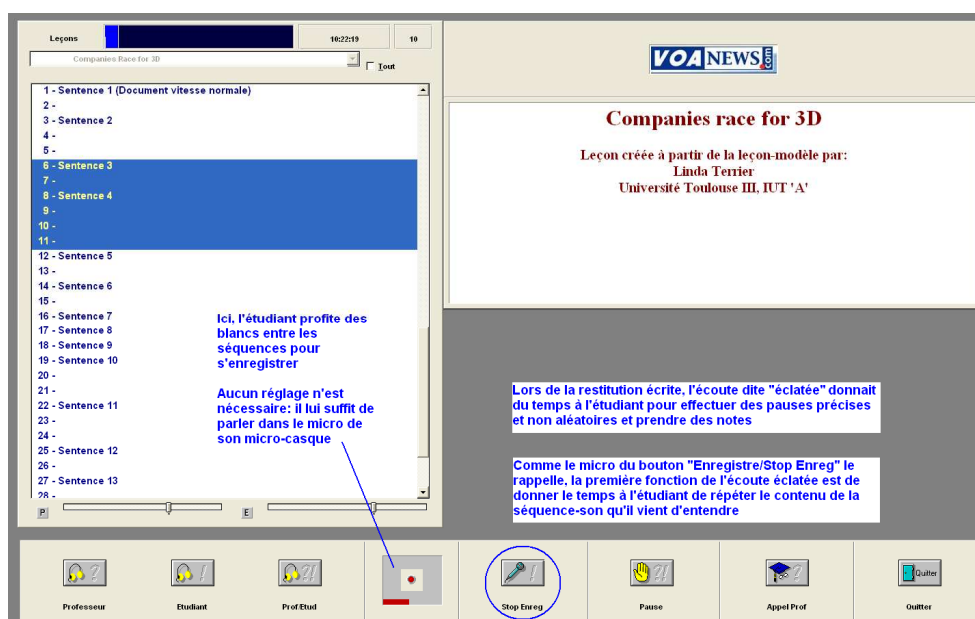 Leçons
10:22:19
10
Companies Race for 3D
Tout
1 - Sentence 1 (Document vitesse normale)
2 -
3 - Sentence 2
4 -
5 -
6 - Sentence 3
7 -
8 - Sentence 4
9 -
10 -
11 -
12 - Sentence 5
13 -
14 - Sentence 6
15 -
16 - Sentence 7
17 - Sentence 8
18 - Sentence 9
19 - Sentence 10
20 -
21 -
22 - Sentence 11
23 -
24 -
25 - Sentence 12
26 -
27 - Sentence 13
28 -
Ici, l'étudiant profite des
blancs entre les
séquences pour
s'enregistrer
Aucun réglage n'est
nécessaire: il lui suffit de
parler dans le micro de
son micro-casque
P
E
VOANEWS.com
Companies race for 3D
Leçon créée à partir de la leçon-modèle par:
Linda Terrier
Université Toulouse III, IUT 'A'
Lors de la restitution écrite, l'écoute dite "éclatée" donnait
du temps à l'étudiant pour effectuer des pauses précises
et non aléatoires et prendre des notes
Comme le micro du bouton "Enregistre/Stop Enreg" le
rappelle, la première fonction de l'écoute éclatée est de
donner le temps à l'étudiant de répéter le contenu de la
séquence-son qu'il vient d'entendre
Professeur
Etudiant
Prof/Etud
Stop Enreg
Pause
Appel Prof
Quitter
Quitter